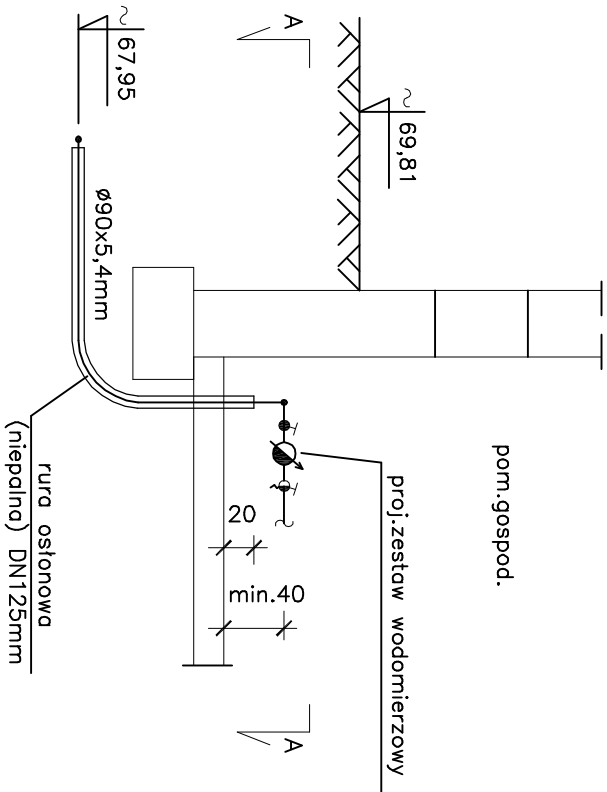 A
A
~
67,95
~
69,81
ø90x5,4mm
pom.gospod.
proj.zestaw wodomierzowy
20
min.40
rura osłonowa
(niepalna) DN125mm